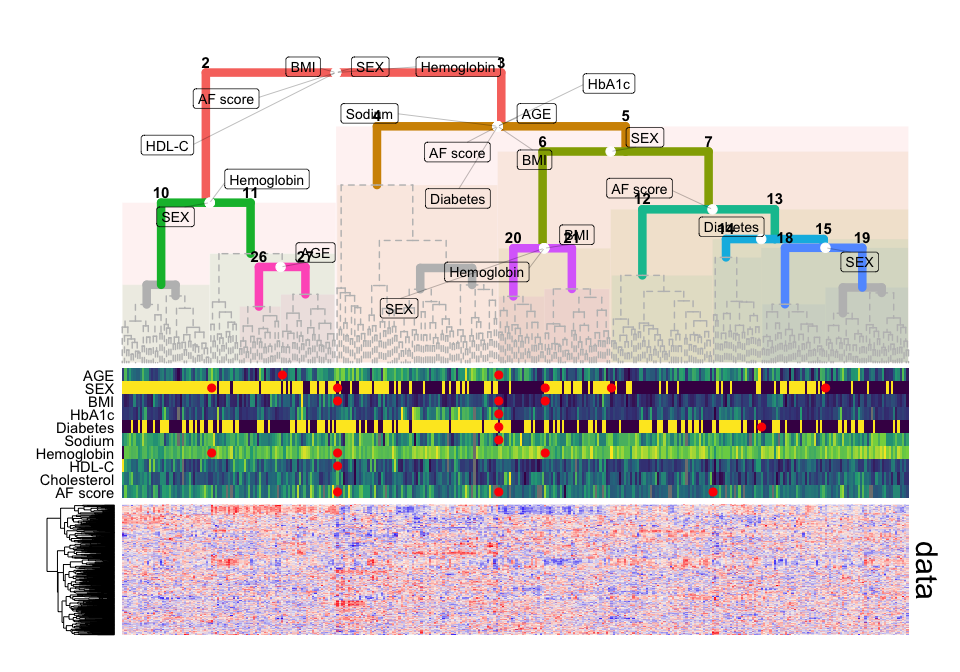 2
BMI
SEX
Hemoglobin
3
HbA1c
AF score
Sodium
4
AGE
5
SEX
HDL-C
AF score
6
BMI
7
Hemoglobin
AF score
10
11
Diabetes
12
13
SEX
Diabetes
14
15
20
21
BMI
18
19
AGE
26
27
Hemoglobin
SEX
SEX
AGE
SEX
BMI
HbA1c
Diabetes
Sodium
Hemoglobin
HDL-C
Cholesterol
AF score
data